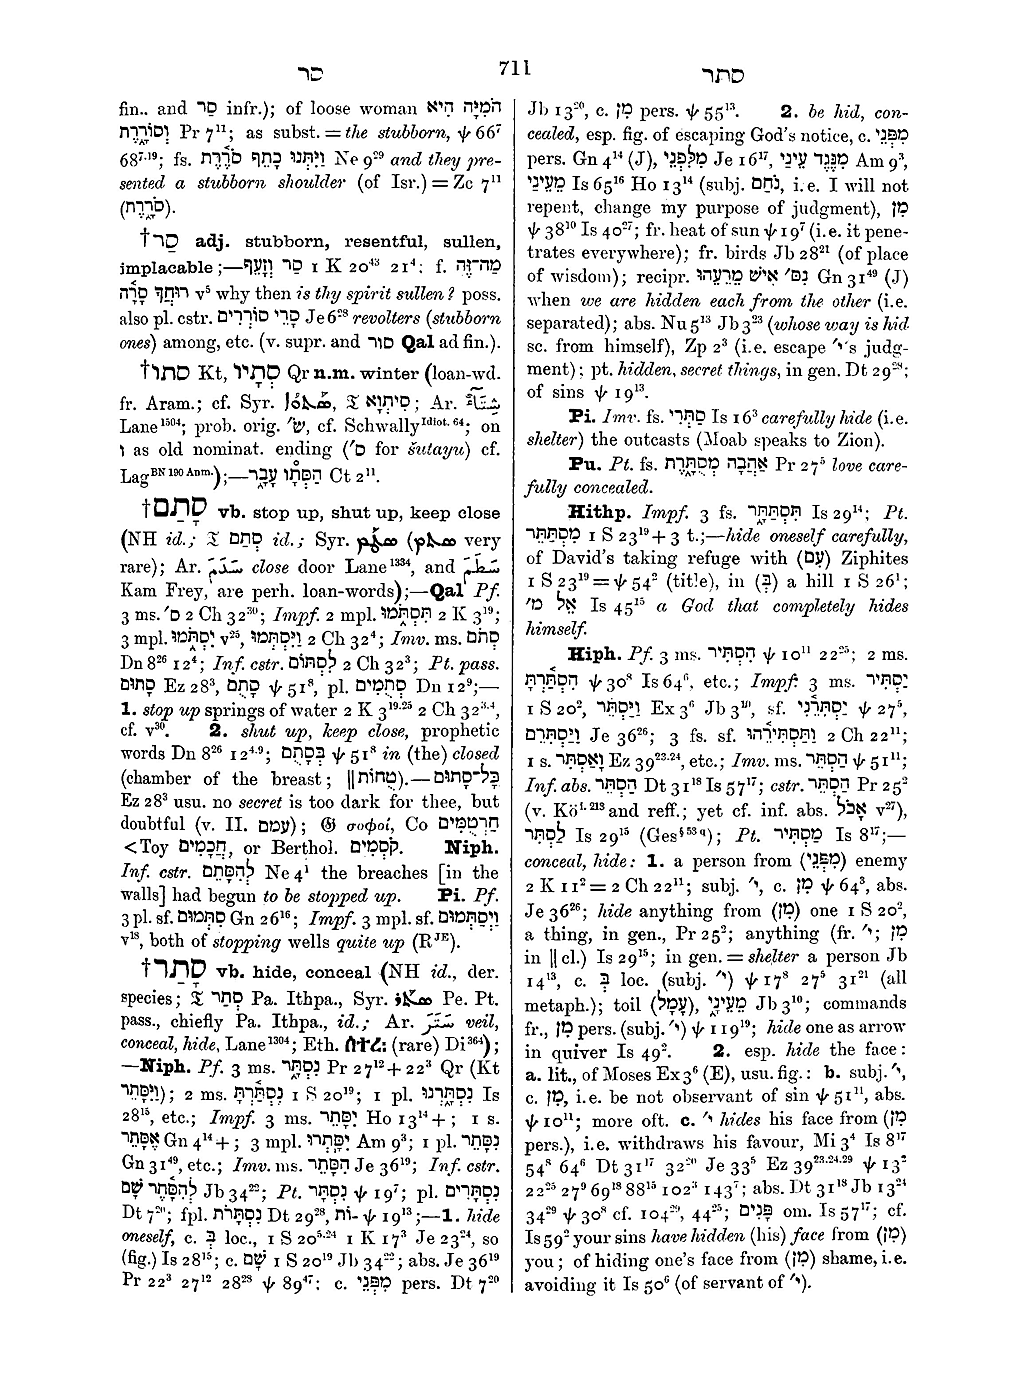 סר
711
סתר
fin.. and סַר infr.); of loose woman הֹמִיָּה הִיא
וְסוֹרֶרֶת Pr 7¹¹; as subst. = the stubborn, ψ 66⁷
68⁷·¹⁹; fs. וַיִּתְּנוּ כָתֵף סֹרֶרֶת Ne 9²⁹ and they pre-
sented a stubborn shoulder (of Isr.) = Zc 7¹¹
(סֹרָרֶת).
†סַר adj. stubborn, resentful, sullen,
implacable ;—סַר וְזָעֵף 1 K 20⁴³ 21⁴: f. מַה־זֶּה
רוּחֲךָ סָרָה v⁵ why then is thy spirit sullen? poss.
also pl. cstr. סָרֵי סוֹרְרִים Je 6²⁸ revolters (stubborn
ones) among, etc. (v. supr. and סור Qal ad fin.).
†סתו Kt, סְתָיו Qr n.m. winter (loan-wd.
fr. Aram.; cf. Syr. ܣܬܘܐ, 𝔗 סִיתְוָא; Ar. شِتَآءٌ
Lane¹⁵⁰⁴; prob. orig. שׂ׳, cf. Schwally Idiot. 64; on
ו as old nominat. ending (ס׳ for šutayu) cf.
Lag BN 190 Anm.);—הַסְּתָו עָבָר Ct 2¹¹.
†סָתַם vb. stop up, shut up, keep close
(NH id.; 𝔗 סְתַם id.; Syr. ܣܛܡ (ܣܬܡ very
rare); Ar. سَدَمَ close door Lane¹³³⁴, and سَطَمَ
Kam Frey, are perh. loan-words);—Qal Pf.
3 ms. ס׳ 2 Ch 32³⁰; Impf. 2 mpl. תִּסְתְּמוּ 2 K 3¹⁹;
3 mpl. יִסְתְּמוּ v²⁵, וַיִּסְתְּמוּ 2 Ch 32⁴; Imv. ms. סְתֹם
Dn 8²⁶ 12⁴; Inf. cstr. לִסְתּוֹם 2 Ch 32³; Pt. pass.
סָתוּם Ez 28³, סָתֻם ψ 51⁸, pl. סְתֻמִים Dn 12⁹;—
1. stop up springs of water 2 K 3¹⁹·²⁵ 2 Ch 32³·⁴,
cf. v³⁰. 2. shut up, keep close, prophetic
words Dn 8²⁶ 12⁴·⁹; בְּסָתֻם ψ 51⁸ in (the) closed
(chamber of the breast; || טֻחוֹת).—כָּל־סָתוּם
Ez 28³ usu. no secret is too dark for thee, but
doubtful (v. II. עמם); 𝔊 σοφοί, Co חַרְטֻמִּים
<Toy חֲכָמִים, or Berthol. קֹסְמִים. Niph.
Inf. cstr. לְהִסָּתֵם Ne 4¹ the breaches [in the
walls] had begun to be stopped up. Pi. Pf.
3 pl. sf. סִתְּמוּם Gn 26¹⁵; Impf. 3 mpl. sf. וַיְסַתְּמוּם
v¹⁸, both of stopping wells quite up (R JE).
†סָתַר vb. hide, conceal (NH id., der.
species; 𝔗 סְתַר Pa. Ithpa., Syr. ܣܬܪ Pe. Pt.
pass., chiefly Pa. Ithpa., id.; Ar. سَتَرَ veil,
conceal, hide, Lane¹³⁰⁴; Eth. (rare) Di³⁶⁴);
—Niph. Pf. 3 ms. נִסְתָּר Pr 27¹² + 22³ Qr (Kt
וְיִסָּתֵר); 2 ms. נִסְתַּרְתָּ 1 S 20¹⁹; 1 pl. נִסְתָּרְנוּ Is
28¹⁵, etc.; Impf. 3 ms. יִסָּתֵר Ho 13¹⁴ + ; 1 s.
אֶסָּתֵר Gn 4¹⁴ + ; 3 mpl. יִסָּתְרוּ Am 9³; 1 pl. נִסָּתֵר
Gn 31⁴⁹, etc.; Imv. ms. הִסָּתֵר Je 36¹⁹; Inf. cstr.
לְהִסָּתֶר שָׁם Jb 34²²; Pt. נִסְתָּר ψ 19⁷; pl. נִסְתָּרִים
Dt 7²⁰; fpl. נִסְתָּרֹת Dt 29²⁸, ־וֹת ψ 19¹³;—1. hide
oneself, c. בְּ loc., 1 S 20⁵·²⁴ 1 K 17³ Je 23²⁴, so
(fig.) Is 28¹⁵; c. שָׁם 1 S 20¹⁹ Jb 34²²; abs. Je 36¹⁹
Pr 22³ 27¹² 28²⁸ ψ 89⁴⁷; c. מִפְּנֵי pers. Dt 7²⁰
Jb 13²⁰, c. מִן pers. ψ 55¹³. 2. be hid, con-
cealed, esp. fig. of escaping God's notice, c. מִפְּנֵי
pers. Gn 4¹⁴ (J), מִלְּפָנַי Je 16¹⁷, מִנֶּגֶד עֵינַי Am 9³,
מֵעֵינַי Is 65¹⁶ Ho 13¹⁴ (subj. נֹחַם, i.e. I will not
repent, change my purpose of judgment), מִן
ψ 38¹⁰ Is 40²⁷; fr. heat of sun ψ 19⁷ (i.e. it pene-
trates everywhere); fr. birds Jb 28²¹ (of place
of wisdom); recipr. נִסּ׳ אִישׁ מֵרֵעֵהוּ Gn 31⁴⁹ (J)
when we are hidden each from the other (i.e.
separated); abs. Nu 5¹³ Jb 3²³ (whose way is hid
sc. from himself), Zp 2³ (i.e. escape י׳'s judg-
ment); pt. hidden, secret things, in gen. Dt 29²⁸;
of sins ψ 19¹³.
Pi. Imv. fs. סַתְּרִי Is 16³ carefully hide (i.e.
shelter) the outcasts (Moab speaks to Zion).
Pu. Pt. fs. אַהֲבָה מְסֻתָּרֶת Pr 27⁵ love care-
fully concealed.
Hithp. Impf. 3 fs. תִּסְתַּתָּר Is 29¹⁴; Pt.
מִסְתַּתֵּר 1 S 23¹⁹ + 3 t.;—hide oneself carefully,
of David's taking refuge with (עִם) Ziphites
1 S 23¹⁹ = ψ 54² (title), in (בְּ) a hill 1 S 26¹;
אֵל מ׳ Is 45¹⁵ a God that completely hides
himself.
Hiph. Pf. 3 ms. הִסְתִּיר ψ 10¹¹ 22²⁵; 2 ms.
הִסְתַּרְתָּ ψ 30⁸ Is 64⁶, etc.; Impf. 3 ms. יַסְתִּיר
1 S 20², וַיַּסְתֵּר Ex 3⁶ Jb 3¹⁰, sf. יַסְתִּרֵנִי ψ 27⁵,
וַיַּסְתִּרֵם Je 36²⁶; 3 fs. sf. וַתַּסְתִּירֵהוּ 2 Ch 22¹¹;
1 s. וָאַסְתִּר Ez 39²³·²⁴, etc.; Imv. ms. הַסְתֵּר ψ 51¹¹;
Inf. abs. הַסְתֵּר Dt 31¹⁸ Is 57¹⁷; cstr. הַסְתֵּר Pr 25²
(v. Kö i. 213 and reff.; yet cf. inf. abs. אָכֹל v²⁷),
לַסְתִּר Is 29¹⁵ (Ges § 53 q); Pt. מַסְתִּיר Is 8¹⁷;—
conceal, hide: 1. a person from (מִפְּנֵי) enemy
2 K 11² = 2 Ch 22¹¹; subj. י׳, c. מִן ψ 64³, abs.
Je 36²⁶; hide anything from (מִן) one 1 S 20²,
a thing, in gen., Pr 25²; anything (fr. י׳; מִן
in || cl.) Is 29¹⁵; in gen. = shelter a person Jb
14¹³, c. בְּ loc. (subj. י׳) ψ 17⁸ 27⁵ 31²¹ (all
metaph.); toil (עָמָל) מֵעֵינָי Jb 3¹⁰; commands
fr., מִן pers. (subj. י׳) ψ 119¹⁹; hide one as arrow
in quiver Is 49². 2. esp. hide the face:
a. lit., of Moses Ex 3⁶ (E), usu. fig.: b. subj. י׳,
c. מִן, i.e. be not observant of sin ψ 51¹¹, abs.
ψ 10¹¹; more oft. c. י׳ hides his face from (מִן
pers.), i.e. withdraws his favour, Mi 3⁴ Is 8¹⁷
54⁸ 64⁶ Dt 31¹⁷ 32²⁰ Je 33⁵ Ez 39²³·²⁴·²⁹ ψ 13²
22²⁵ 27⁹ 69¹⁸ 88¹⁵ 102³ 143⁷; abs. Dt 31¹⁸ Jb 13²⁴
34²⁹ ψ 30⁸ cf. 104²⁹, 44²⁵; פָּנִים om. Is 57¹⁷; cf.
Is 59² your sins have hidden (his) face from (מִן)
you; of hiding one's face from (מִן) shame, i.e.
avoiding it Is 50⁶ (of servant of י׳).